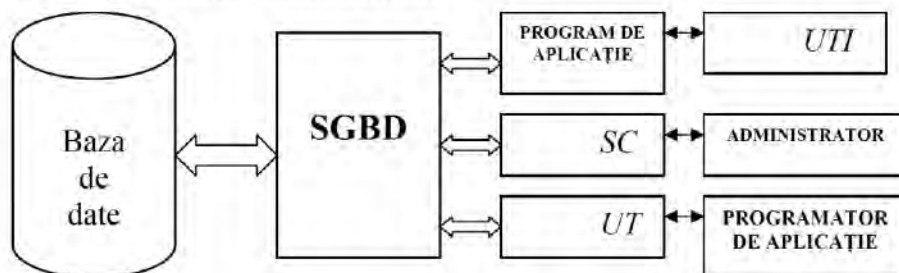 Baza
de
date
SGBD
PROGRAM DE
APLICAȚIE
UTI
SC
ADMINISTRATOR
UT
PROGRAMATOR
DE APLICAȚIE